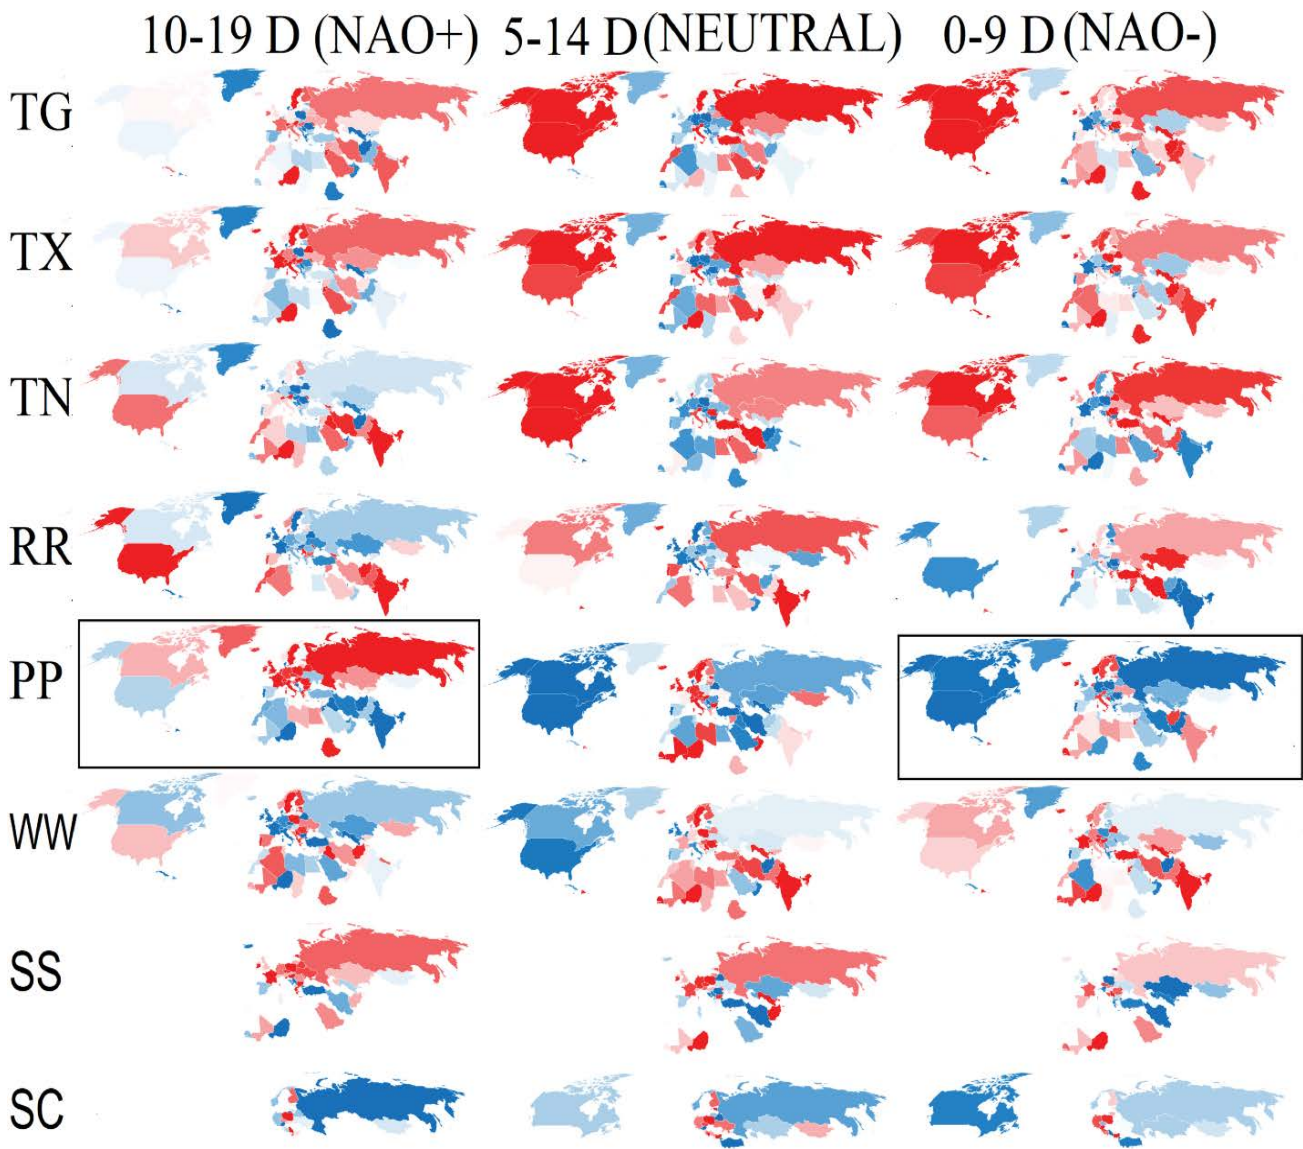 10-19 D (NAO+) 5-14 D (NEUTRAL) 0-9 D (NAO-)
TG
TX
TN
RR
PP
WW
SS
SC